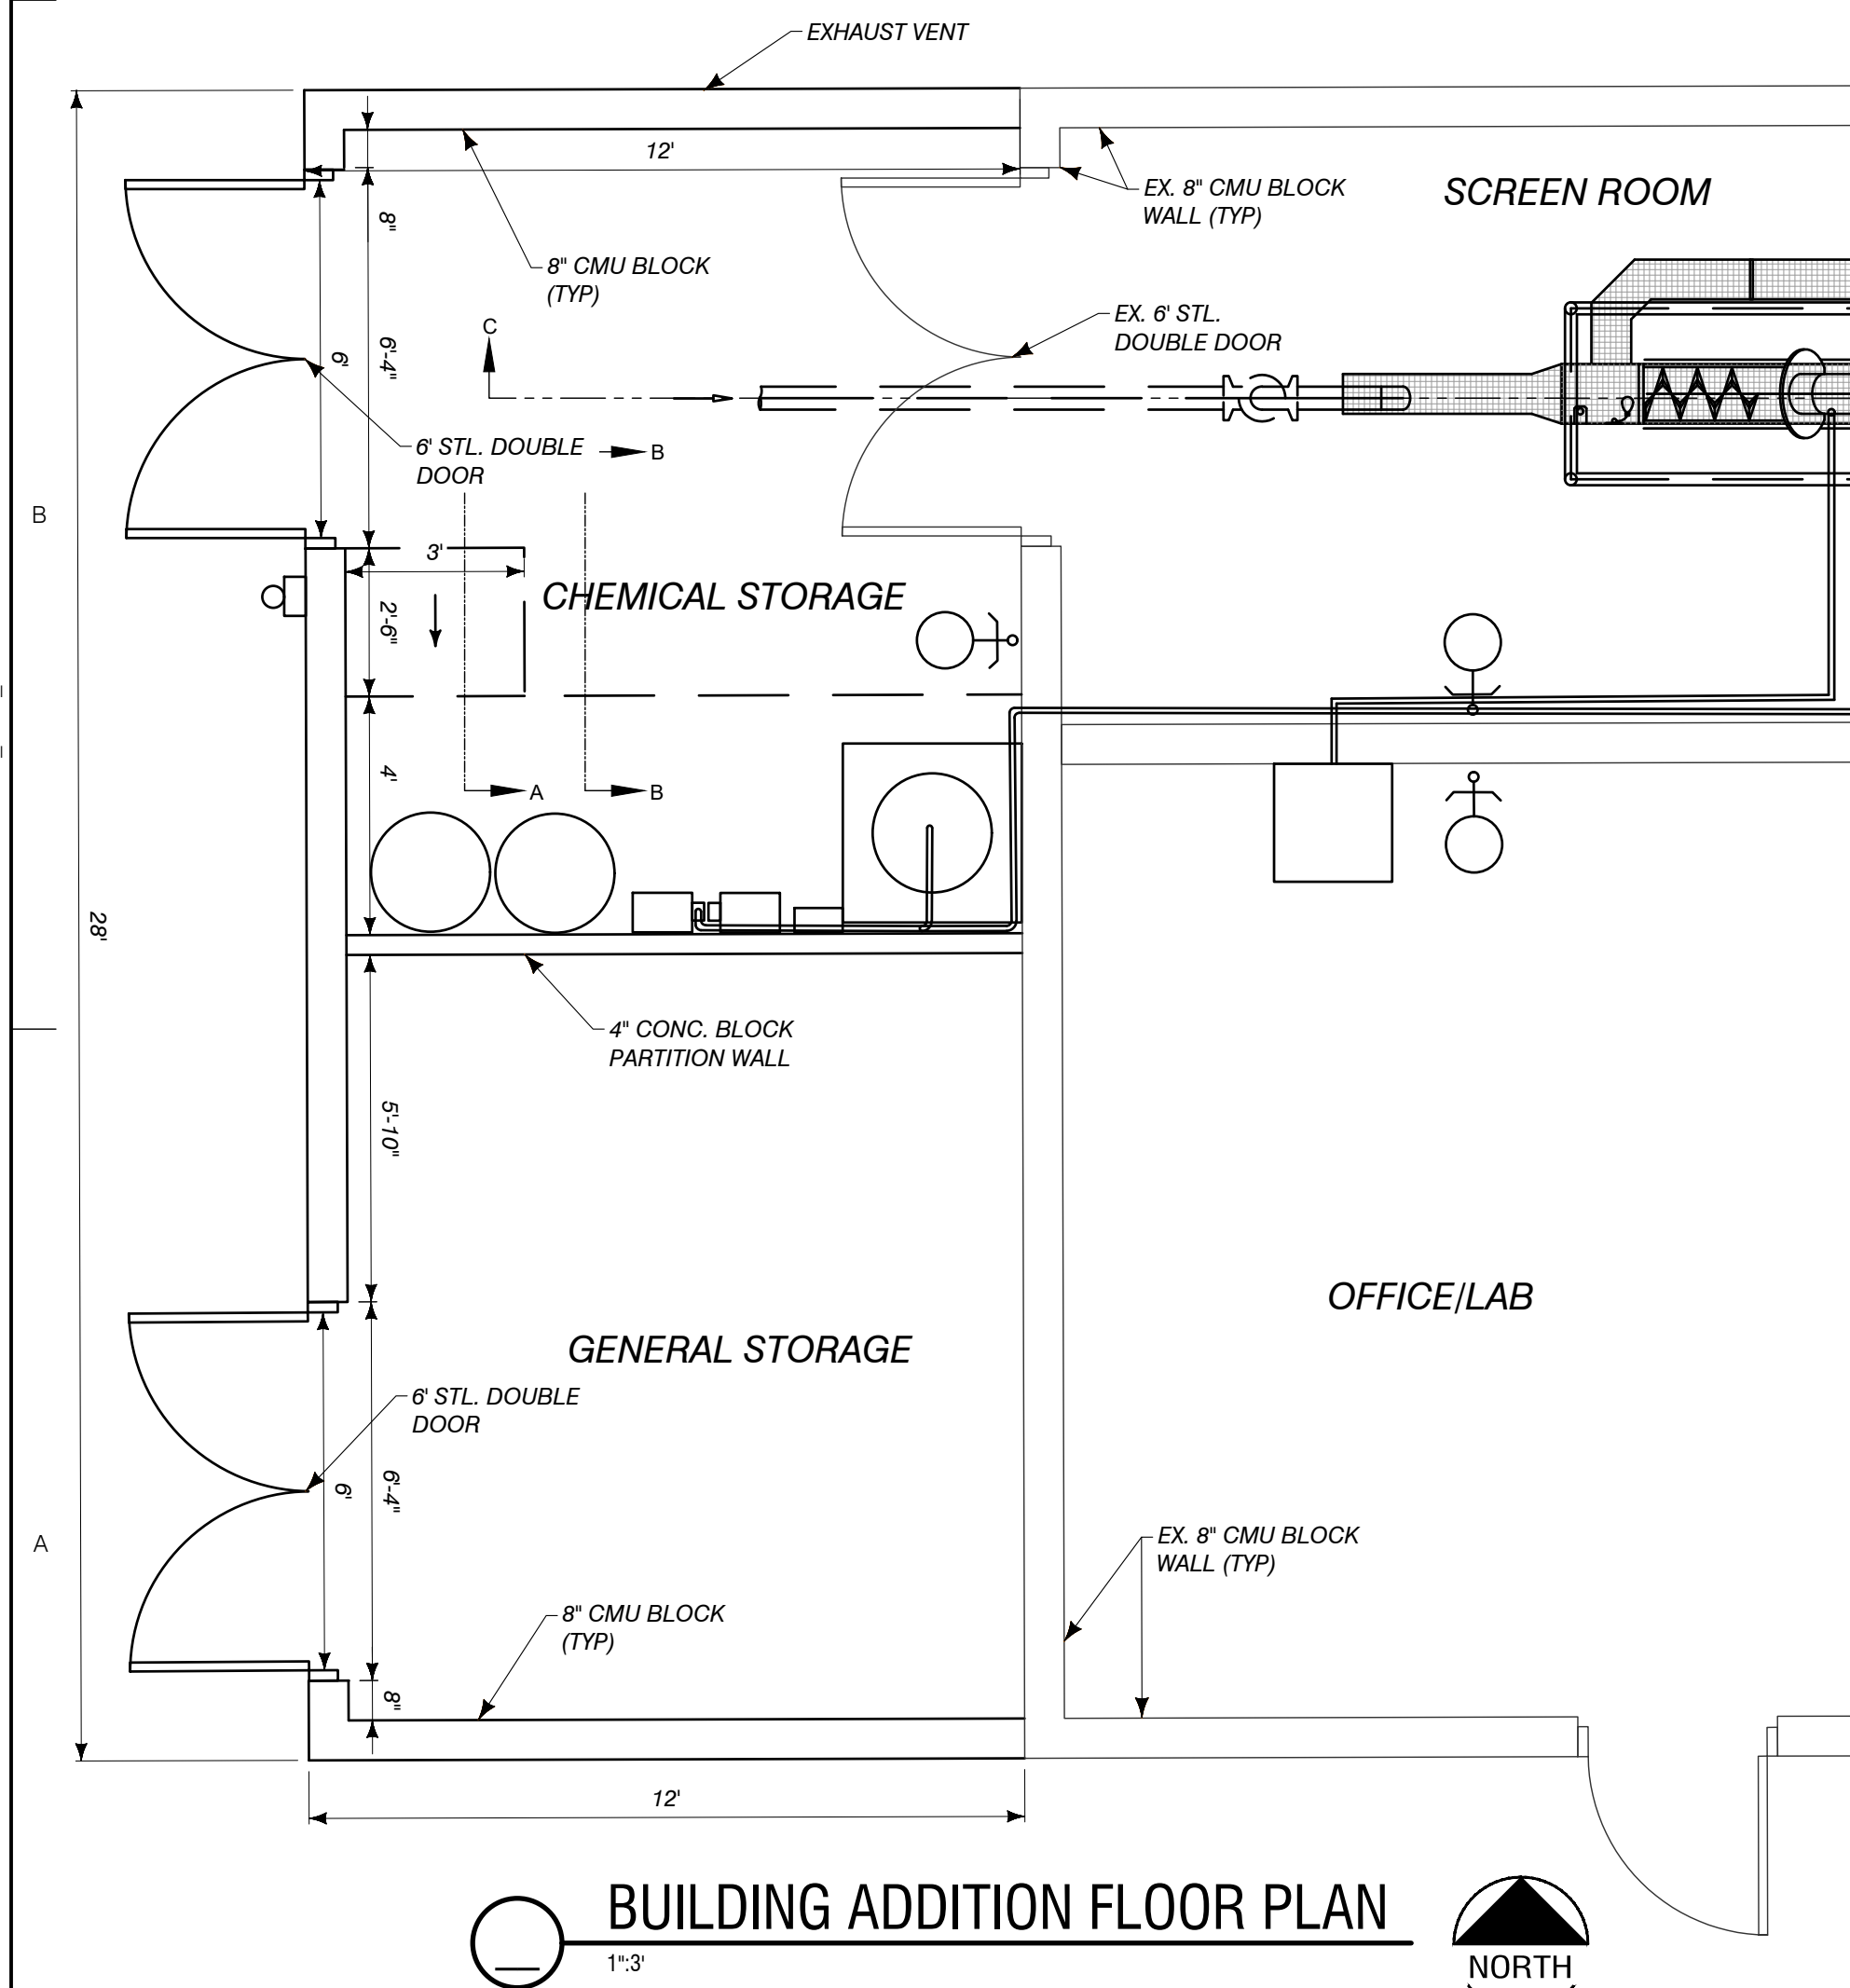 EXHAUST VENT
12'
EX. 8" CMU BLOCK
WALL (TYP)
SCREEN ROOM
8"
8" CMU BLOCK
(TYP)
C
EX. 6' STL.
DOUBLE DOOR
6'
6'-4"
6' STL. DOUBLE
DOOR
B
B
3'
CHEMICAL STORAGE
2'-6"
4'
A
B
28'
4" CONC. BLOCK
PARTITION WALL
5'-10"
OFFICE/LAB
GENERAL STORAGE
6' STL. DOUBLE
DOOR
6'
6'-4"
A
EX. 8" CMU BLOCK
WALL (TYP)
8" CMU BLOCK
(TYP)
8"
12'
BUILDING ADDITION FLOOR PLAN
1":3'
NORTH